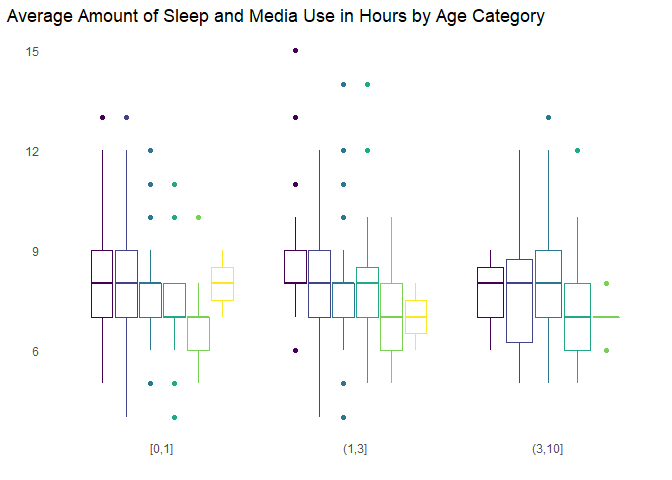 Average Amount of Sleep and Media Use in Hours by Age Category
15
12
9
6
[0,1] (1,3] (3,10]